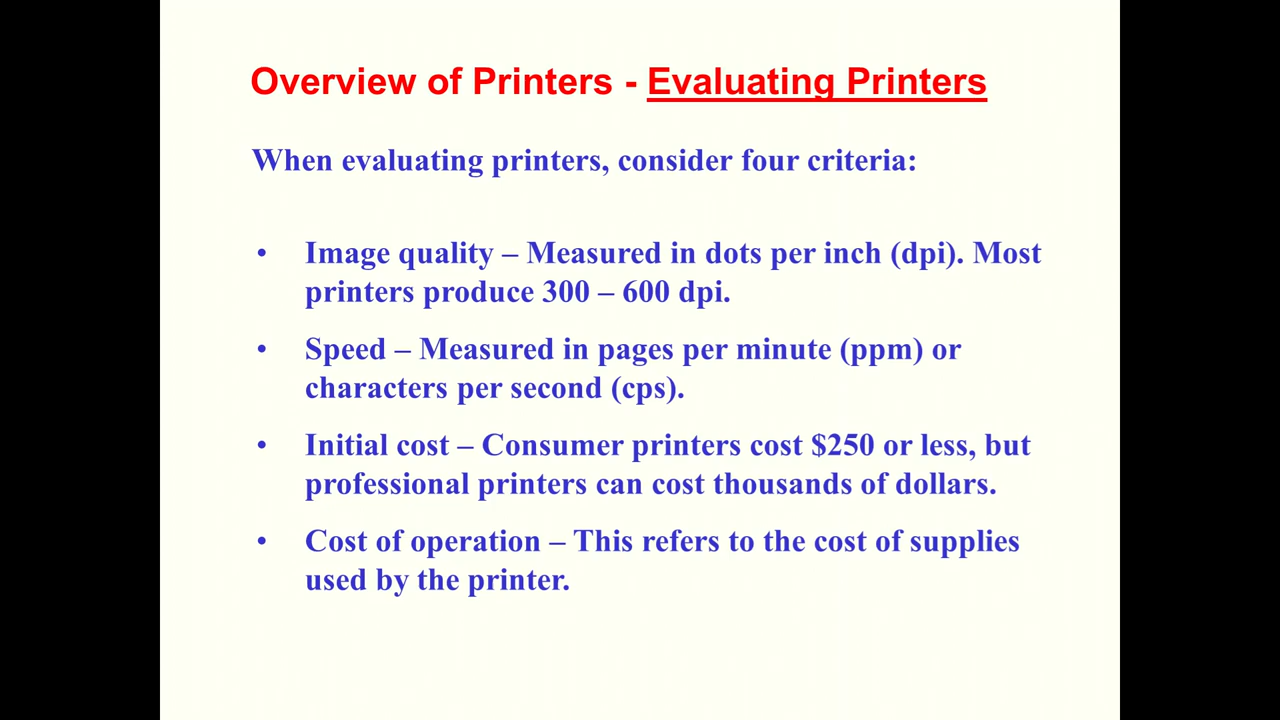 Overview of Printers - Evaluating Printers
When evaluating printers, consider four criteria:
• Image quality – Measured in dots per inch (dpi). Most
printers produce 300 – 600 dpi.
• Speed – Measured in pages per minute (ppm) or
characters per second (cps).
• Initial cost – Consumer printers cost $250 or less, but
professional printers can cost thousands of dollars.
• Cost of operation – This refers to the cost of supplies
used by the printer.